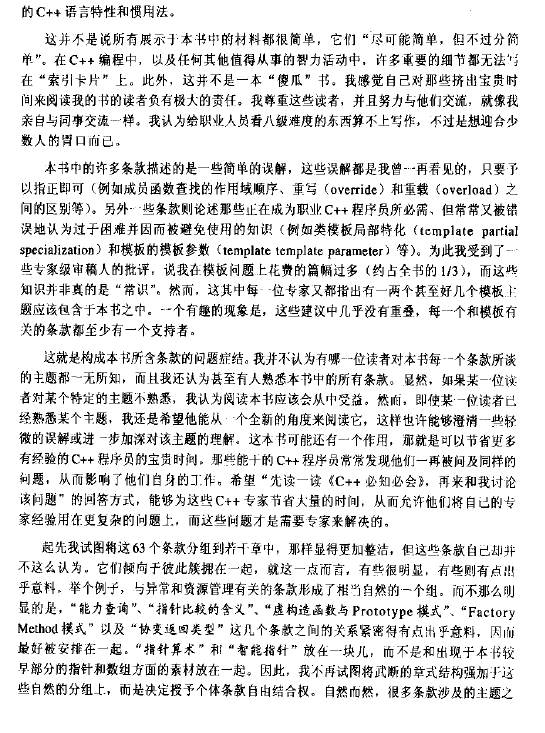 的 C++ 语言特性和惯用法。
这并不是说所有展示于本书中的材料都很简单，它们“尽可能简单，但不过分简
单”。在 C++ 编程中，以及任何其他值得从事的智力活动中，许多重要的细节都无法写
在“索引卡片”上。此外，这并不是一本“傻瓜”书。我感觉自己对那些挤出宝贵时
间来阅读我的书的读者负有极大的责任。我尊重这些读者，并且努力与他们交流，就像我
亲自与同事交流一样。我认为给职业人员看八级难度的东西算不上写作，不过是想迎合少
数人的胃口而已。
本书中的许多条款描述的是一些简单的误解，这些误解都是我曾一再看见的，只要予
以指正即可（例如成员函数查找的作用域顺序、重写（override）和重载（overload）之
间的区别等）。另外一些条款则论述那些正在成为职业 C++ 程序员所必需、但常常又被错
误地认为过于困难并因而被避免使用的知识（例如类模板局部特化（template partial
specialization）和模板的模板参数（template template parameter）等）。为此我受到了一
些专家级审稿人的批评，说我在模板问题上花费的篇幅过多（约占全书的 1/3），而这些
知识并非真的是“常识”。然而，这其中每一位专家又都指出有一两个甚至好几个模板主
题应该包含于本书之中。一个有趣的现象是，这些建议中几乎没有重叠，每一个和模板有
关的条款都至少有一个支持者。
这就是构成本书所含条款的问题症结。我并不认为有哪一位读者对本书每一个条款所谈
的主题都一无所知，而且我还认为甚至有人熟悉本书中的所有条款。显然，如果某一位读
者对某个特定的主题不熟悉，我认为阅读本书应该会从中受益。然而，即使某一位读者已
经熟悉某个主题，我还是希望他能从一个全新的角度来阅读它，这样也许能够澄清一些轻
微的误解或进一步加深对该主题的理解。这本书可能还有一个作用，那就是可以节省更多
有经验的 C++ 程序员的宝贵时间。那些能干的 C++ 程序员常常发现他们一再被问及同样的
问题，从而影响了他们自身的工作。希望“先读一读《C++ 必知必会》，再来和我讨论
该问题”的回答方式，能够为这些 C++ 专家节省大量的时间，从而允许他们将自己的专
家经验用在更复杂的问题上，而这些问题才是需要专家来解决的。
起先我试图将这 63 个条款分组到若干章中，那样显得更加整洁，但这些条款自己却并
不这么认为。它们倾向于彼此簇拥在一起，就这一点而言，有些很明显，有些则有点出
乎意料。举个例子，与异常和资源管理有关的条款形成了相当自然的一个组。而不那么明
显的是，“能力查询”、“指针比较的含义”、“虚构造函数与 Prototype 模式”、“Factory
Method 模式”以及“协变返回类型”这几个条款之间的关系紧密得有点出乎意料，因而
最好被安排在一起。“指针算术”和“智能指针”放在一块儿，而不是和出现于本书较
早部分的指针和数组方面的素材放在一起。因此，我不再试图将武断的章式结构强加于这
些自然的分组上，而是决定授予个体条款自由结合权。自然而然，很多条款涉及的主题之